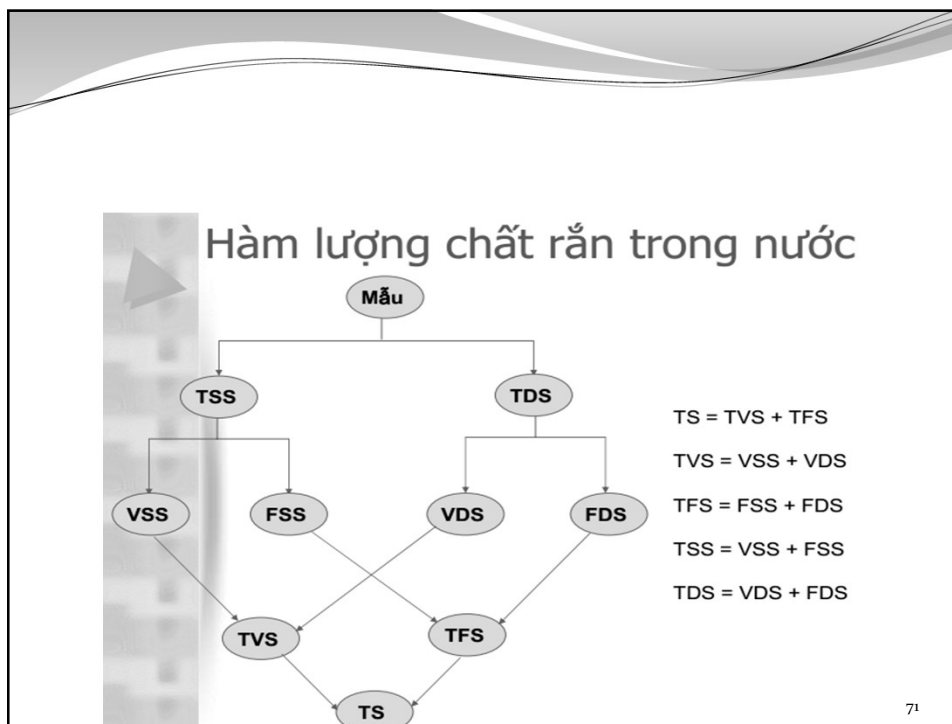 Hàm lượng chất rắn trong nước
Mẫu
TSS
TDS
VSS
FSS
VDS
FDS
TVS
TFS
TS
TS = TVS + TFS
TVS = VSS + VDS
TFS = FSS + FDS
TSS = VSS + FSS
TDS = VDS + FDS
71